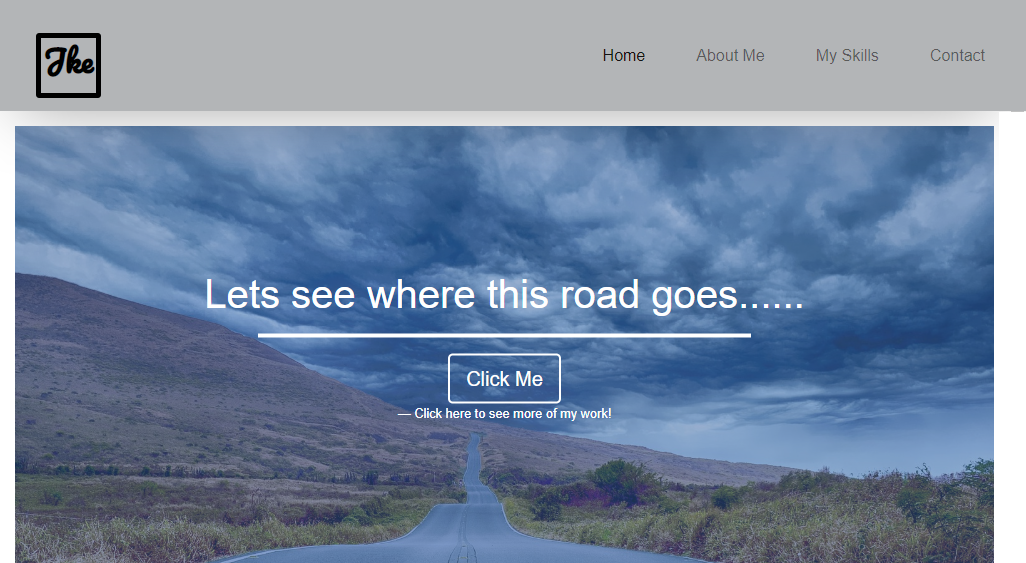 Jke
Home About Me My Skills Contact
Lets see where this road goes......
Click Me
— Click here to see more of my work!